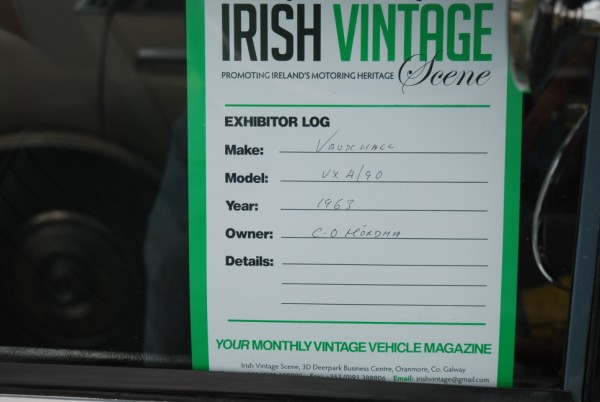 IRISH VINTAGE
PROMOTING IRELAND'S MOTORING HERITAGE Scene
EXHIBITOR LOG
Make: VAUXHALL
Model: VX 4/90
Year: 1963
Owner: C-O MÓRDHA
Details:
YOUR MONTHLY VINTAGE VEHICLE MAGAZINE
Irish Vintage Scene, 3D Deerpark Business Centre, Oranmore, Co. Galway
388806 Email: irishvintage@gmail.com